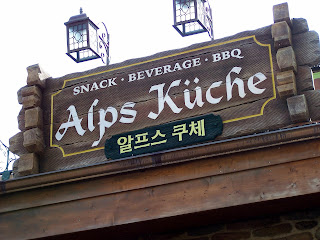 SNACK · BEVERAGE · BBQ
Alps Küche
알프스 쿠체